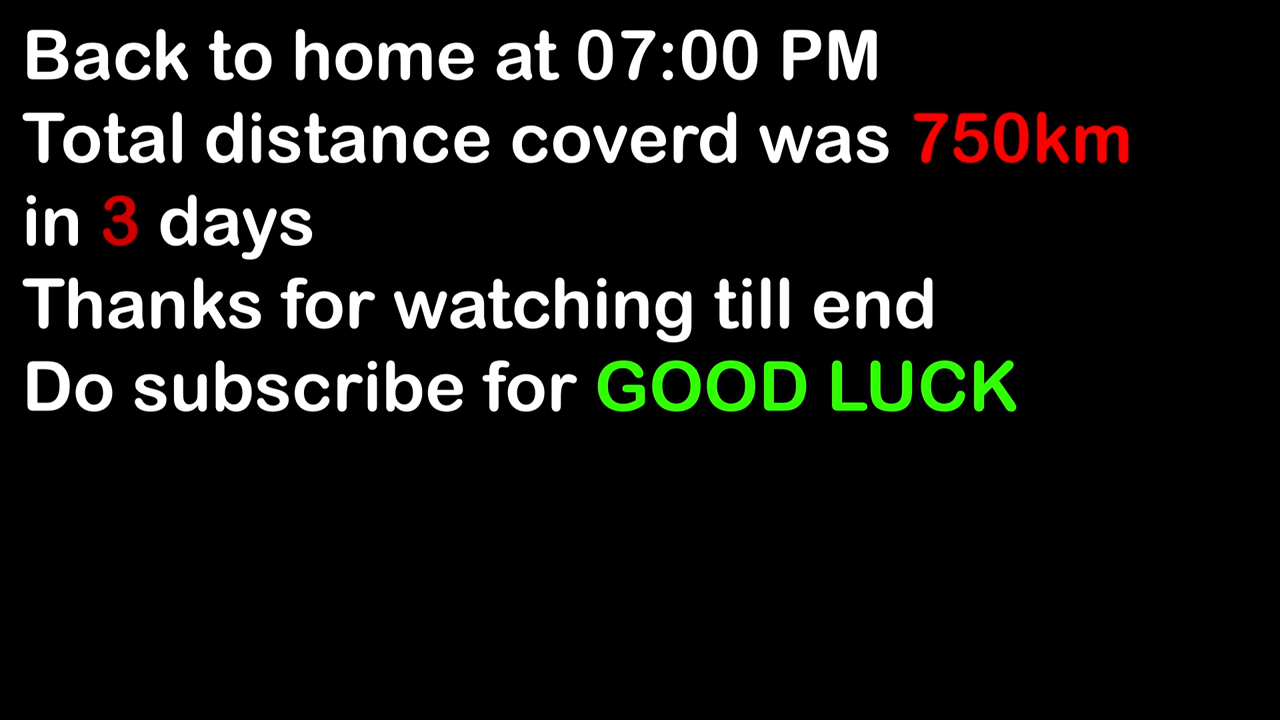 Back to home at 07:00 PM
Total distance coverd was 750km
in 3 days
Thanks for watching till end
Do subscribe for GOOD LUCK